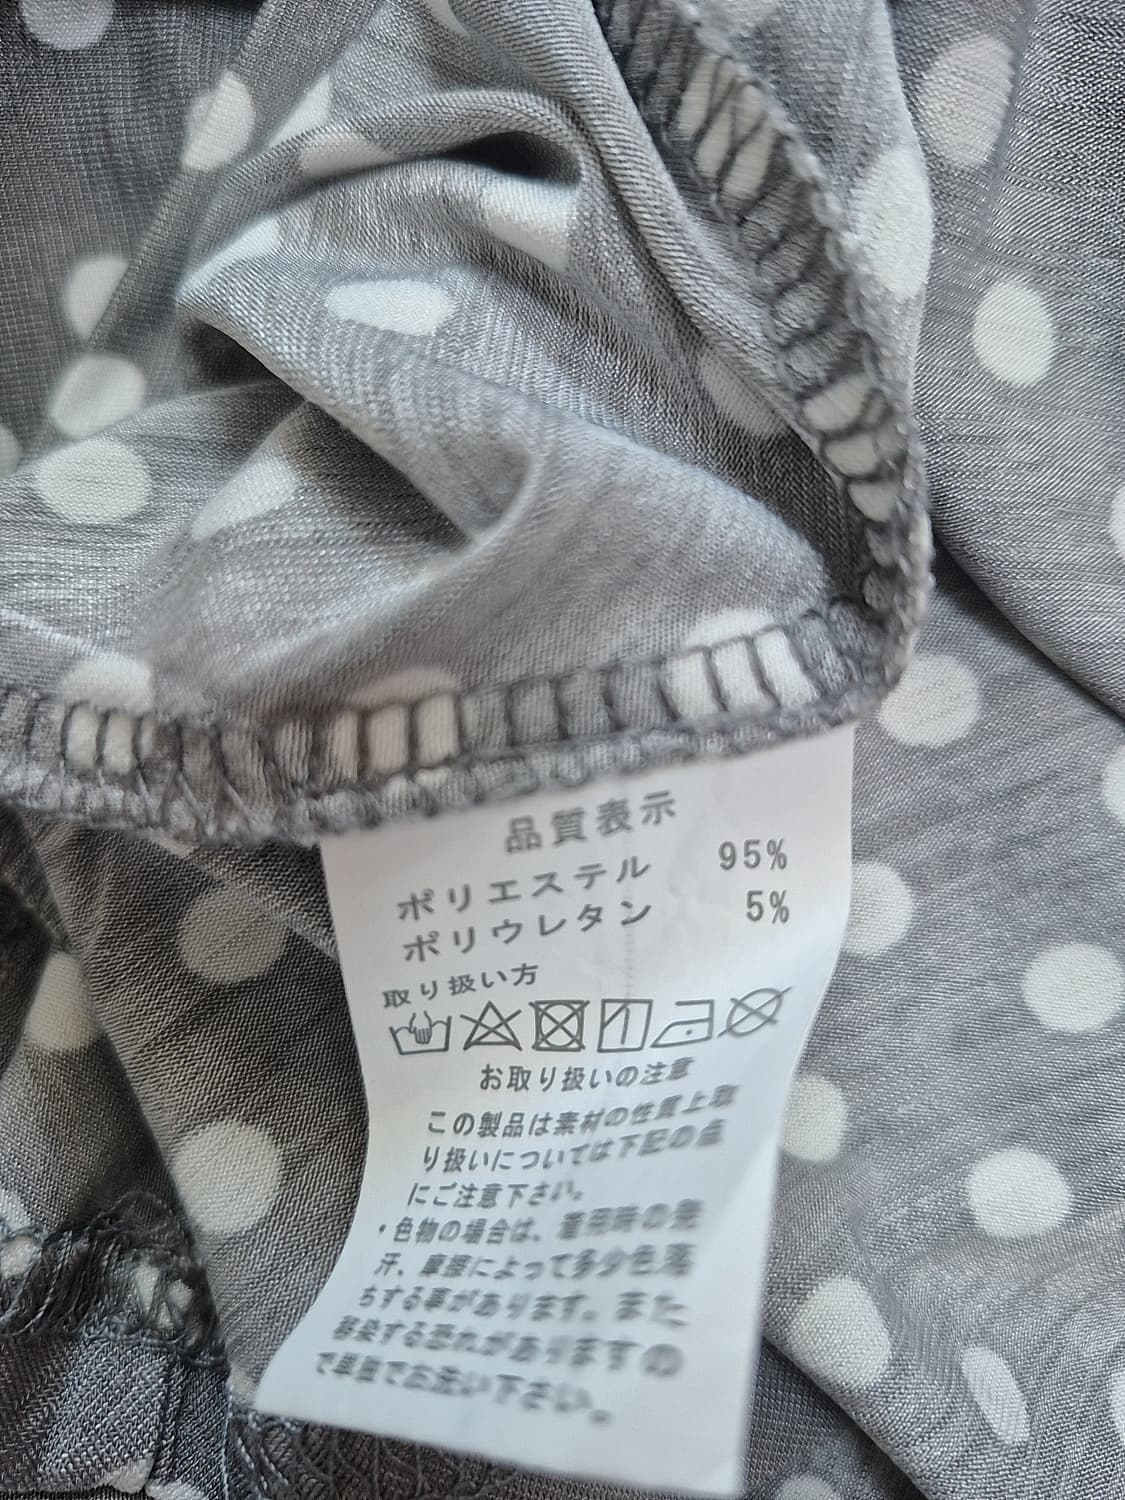 品質表示
ポリエステル 95%
ポリウレタン 5%
取り扱い方
お取り扱いの注意
この製品は素材の性質上取
り扱いについては下記の点
にご注意下さい。
・色物の場合は、着用時の発
汗、摩擦によって多少色落
ちする事があります。また
移染する恐れがありますの
で単独でお洗い下さい。